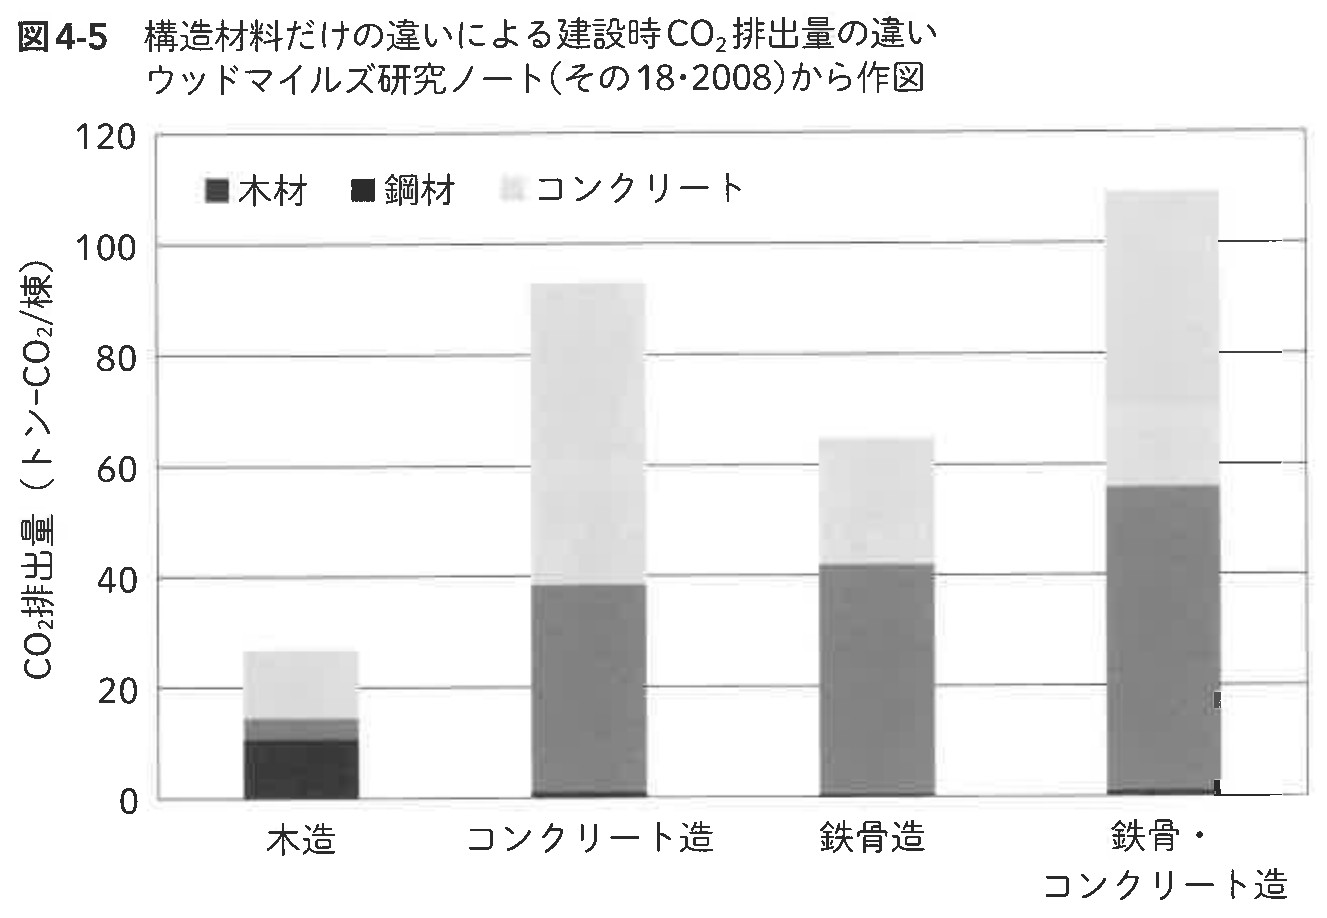 図4-5 構造材料だけの違いによる建設時CO₂排出量の違い
ウッドマイルズ研究ノート(その18・2008)から作図
120
木材 鋼材 コンクリート
100
80
60
40
20
0
CO₂排出量（トン-CO₂/棟）
木造 コンクリート造 鉄骨造 鉄骨・
コンクリート造